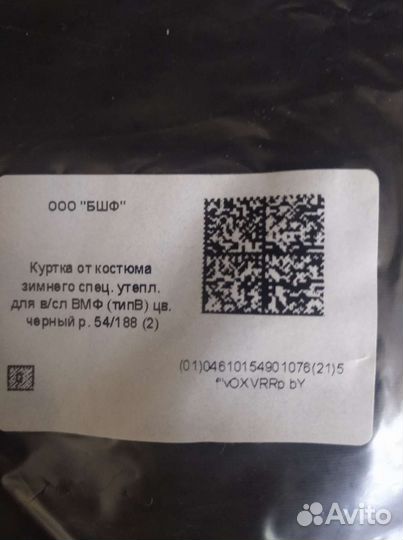 ООО "БШФ"
Куртка от костюма
зимнего спец. утепл.
для в/сл ВМФ (типВ) цв.
черный р. 54/188 (2)
(01)04610154901076(21)5
Avito